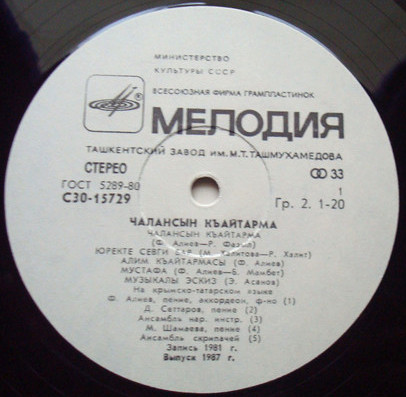 МИНИСТЕРСТВО
КУЛЬТУРЫ СССР
ВСЕСОЮЗНАЯ ФИРМА ГРАМПЛАСТИНОК
МЕЛОДИЯ
ТАШКЕНТСКИЙ ЗАВОД ИМ. М.Т. ТАШМУХАМЕДОВА
СТЕРЕО
33
ГОСТ 5289-80
1
С30-15729
Гр. 2. 1-20
ЧАЛАНСЫН КЪАЙТАРМА
ЧАЛАНСЫН КЪАЙТАРМА
(Ф. Алиев—Р. Фазыл)
ЮРЕКТЕ СЕВГИ БАР (М. Халитова—Р. Халит)
АЛИМ КЪАЙТАРМАСЫ (Ф. Алиев)
МУСТАФА (Ф. Алиев—Б. Мамбет)
МУЗЫКАЛЫ ЭСКИЗ (Э. Асанов)
На крымско-татарском языке
Ф. Алиев, пение, аккордеон, ф-но (1)
Д. Сеттаров, пение (2)
Ансамбль нар. инстр. (3)
М. Шамаева, пение (4)
Ансамбль скрипачей (5)
Запись 1981 г.
Выпуск 1987 г.